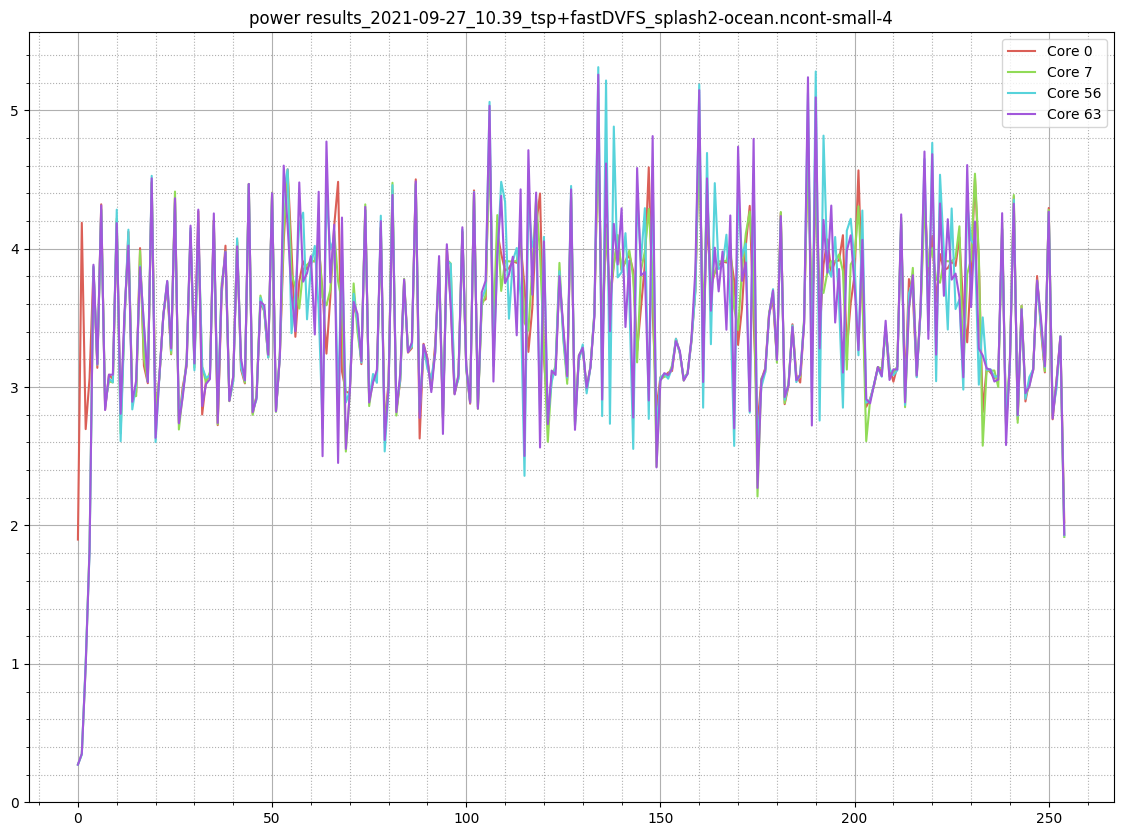 power results_2021-09-27_10.39_tsp+fastDVFS_splash2-ocean.ncont-small-4
Core 0
Core 7
Core 56
Core 63
5
4
3
2
1
0
0 50 100 150 200 250